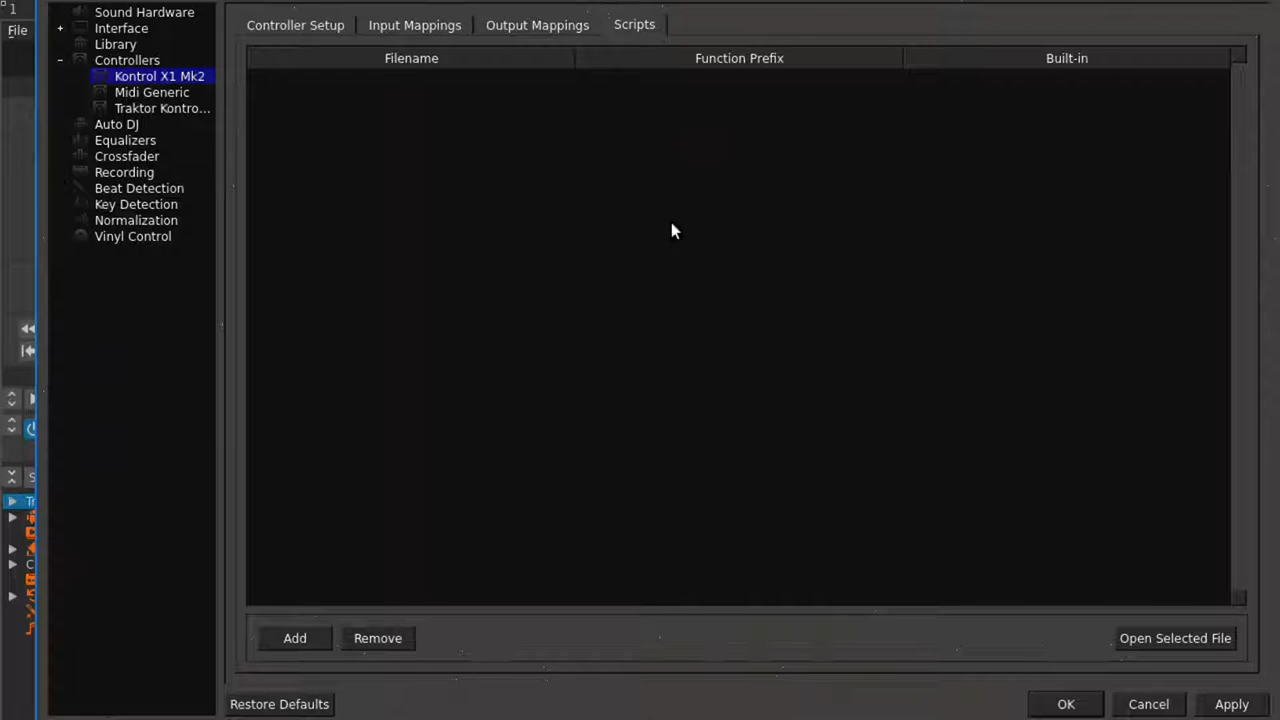 1
File
Sound Hardware
+ Interface
Library
- Controllers
Kontrol X1 Mk2
Midi Generic
Traktor Kontro...
Auto DJ
Equalizers
Crossfader
Recording
Beat Detection
Key Detection
Normalization
Vinyl Control
Controller Setup
Input Mappings
Output Mappings
Scripts
Filename
Function Prefix
Built-in
Add
Remove
Open Selected File
Restore Defaults
OK
Cancel
Apply